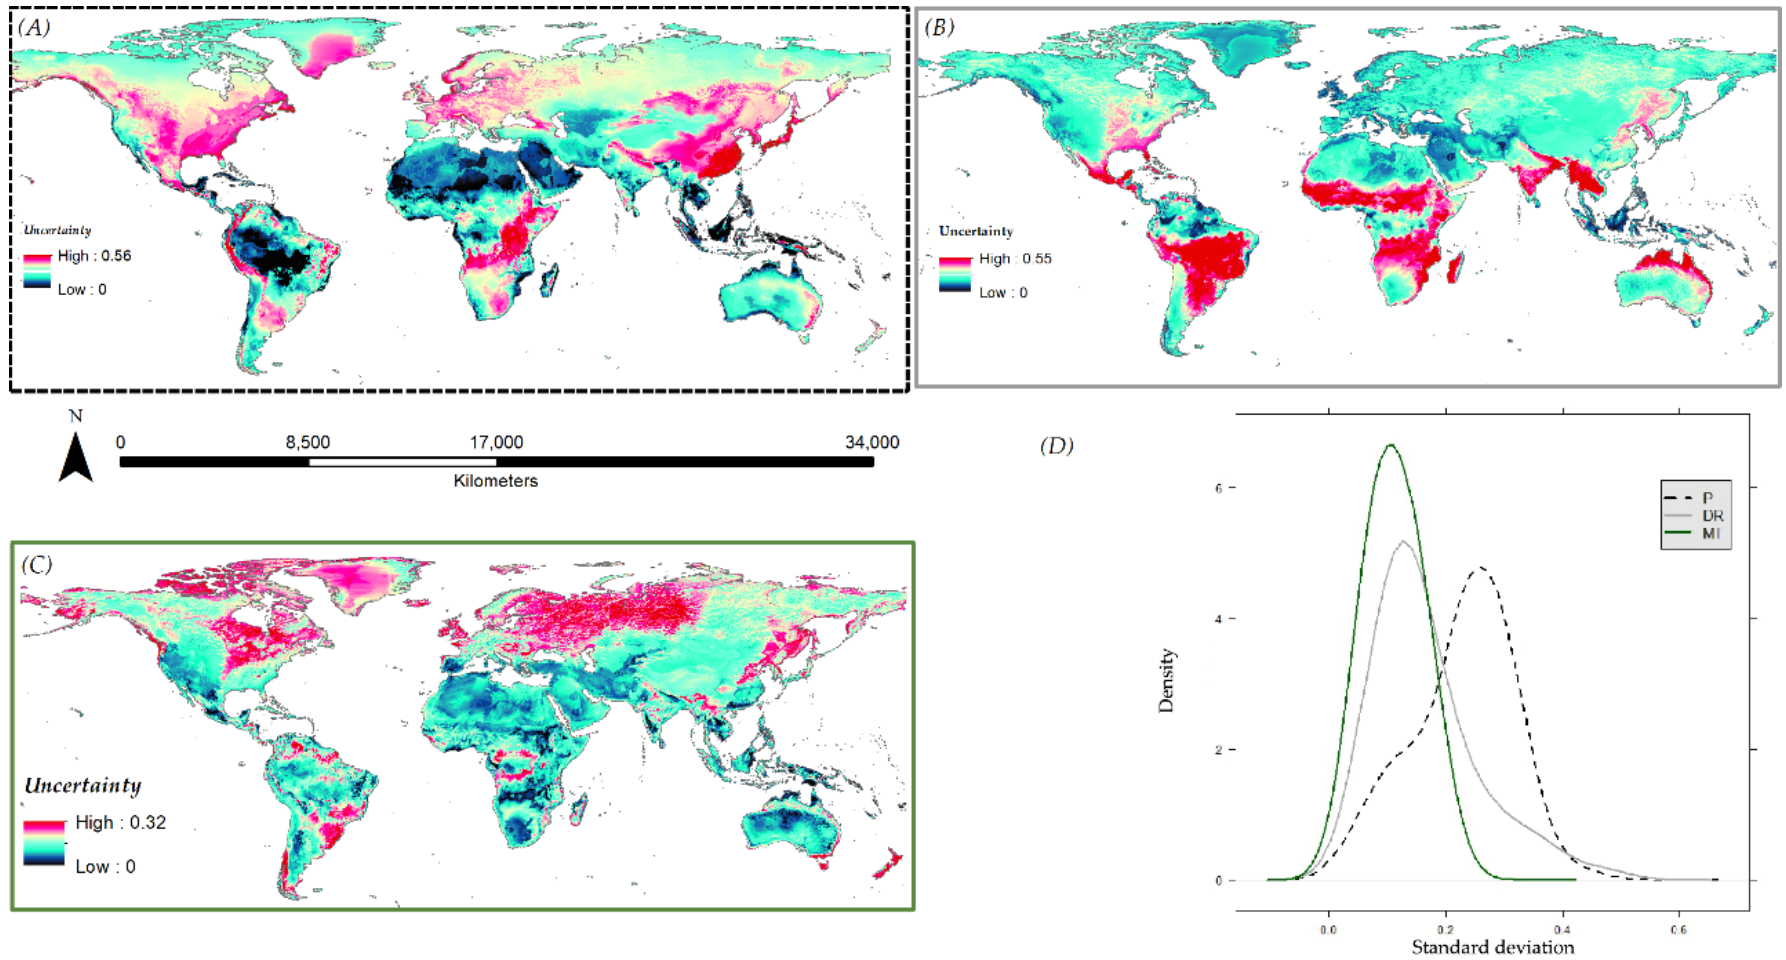 (A)
Uncertainty
High : 0.56
Low : 0
(B)
Uncertainty
High : 0.55
Low : 0
N
0 8,500 17,000 34,000
Kilometers
(C)
Uncertainty
High : 0.32
Low : 0
(D)
P
DR
MI
6
4
2
0
Density
0.0 0.2 0.4 0.6
Standard deviation